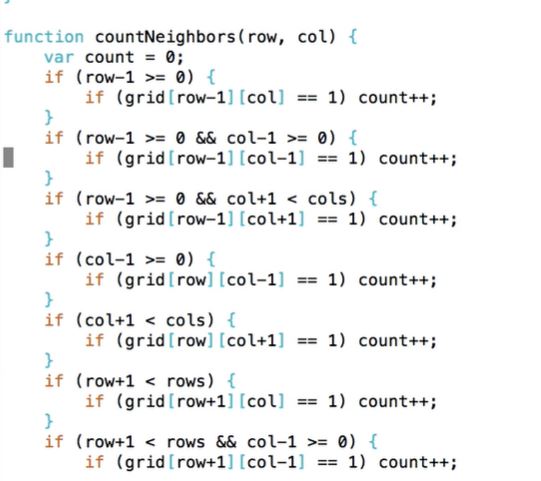 }
function countNeighbors(row, col) {
    var count = 0;
    if (row-1 >= 0) {
        if (grid[row-1][col] == 1) count++;
    }
    if (row-1 >= 0 && col-1 >= 0) {
        if (grid[row-1][col-1] == 1) count++;
    }
    if (row-1 >= 0 && col+1 < cols) {
        if (grid[row-1][col+1] == 1) count++;
    }
    if (col-1 >= 0) {
        if (grid[row][col-1] == 1) count++;
    }
    if (col+1 < cols) {
        if (grid[row][col+1] == 1) count++;
    }
    if (row+1 < rows) {
        if (grid[row+1][col] == 1) count++;
    }
    if (row+1 < rows && col-1 >= 0) {
        if (grid[row+1][col-1] == 1) count++;